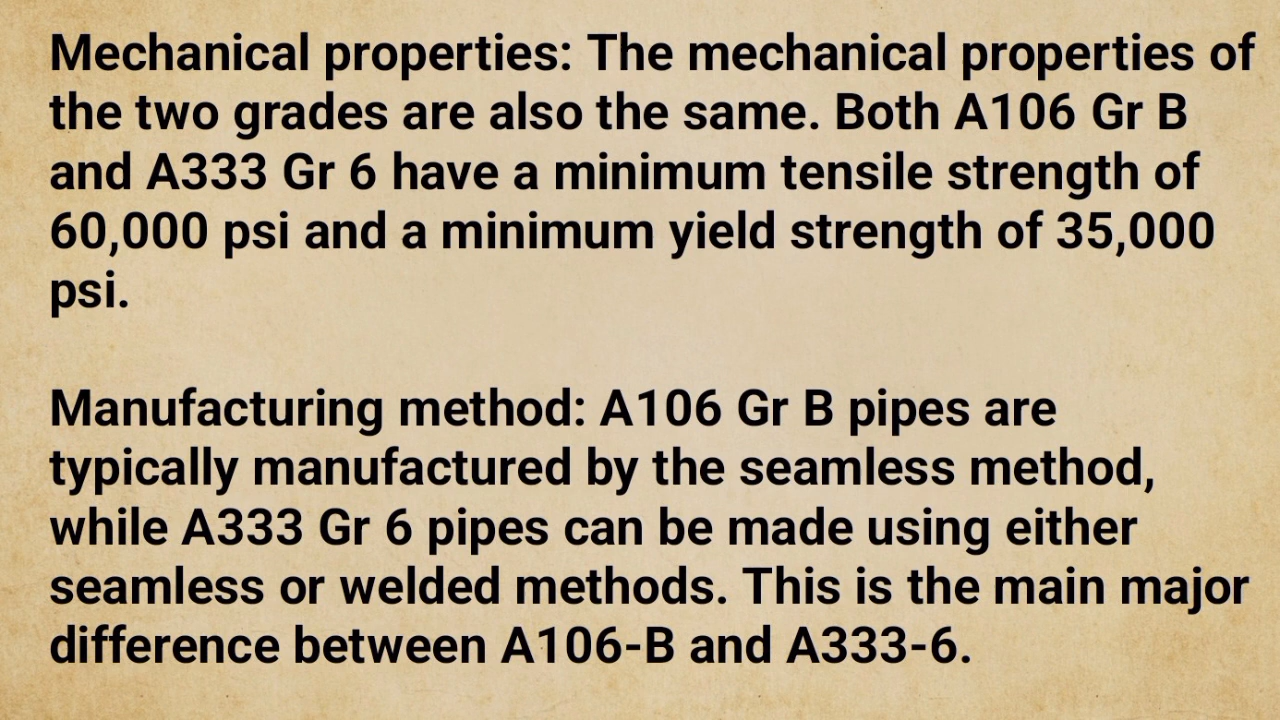 Mechanical properties: The mechanical properties of
the two grades are also the same. Both A106 Gr B
and A333 Gr 6 have a minimum tensile strength of
60,000 psi and a minimum yield strength of 35,000
psi.
Manufacturing method: A106 Gr B pipes are
typically manufactured by the seamless method,
while A333 Gr 6 pipes can be made using either
seamless or welded methods. This is the main major
difference between A106-B and A333-6.